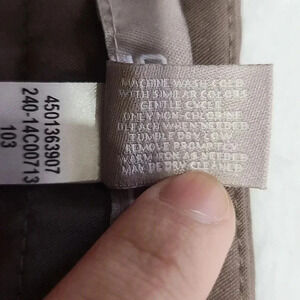 MACHINE WASH COLD
WITH SIMILAR COLORS
GENTLE CYCLE
ONLY NON-CHLORINE
BLEACH WHEN NEEDED
TUMBLE DRY LOW
REMOVE PROMPTLY
WARM IRON AS NEEDED
MAY BE DRY CLEANED
4501363907
240-14C00713
103